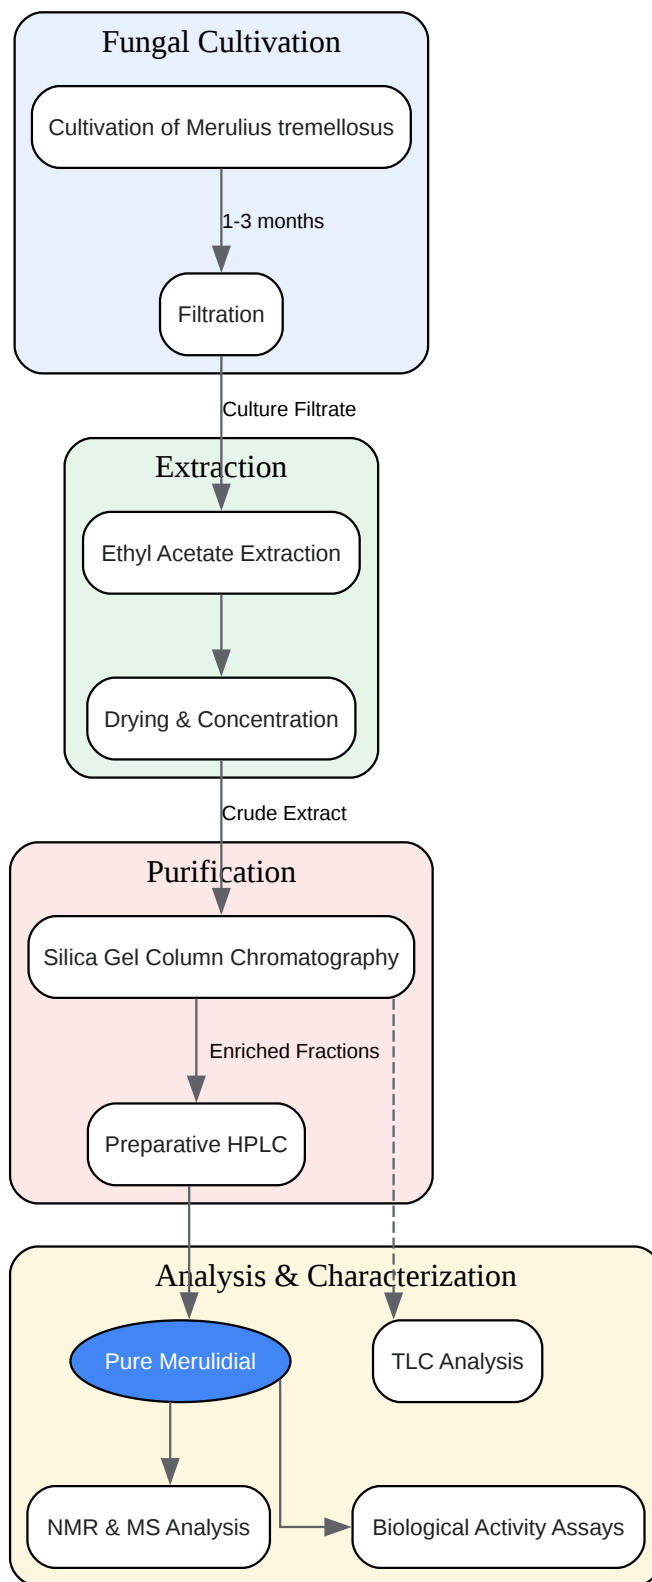 Fungal Cultivation
Cultivation of Merulius tremellosus
1-3 months
Filtration
Culture Filtrate
Extraction
Ethyl Acetate Extraction
Drying & Concentration
Crude Extract
Purification
Silica Gel Column Chromatography
Enriched Fractions
Preparative HPLC
Analysis & Characterization
Pure Merulidial
TLC Analysis
NMR & MS Analysis
Biological Activity Assays